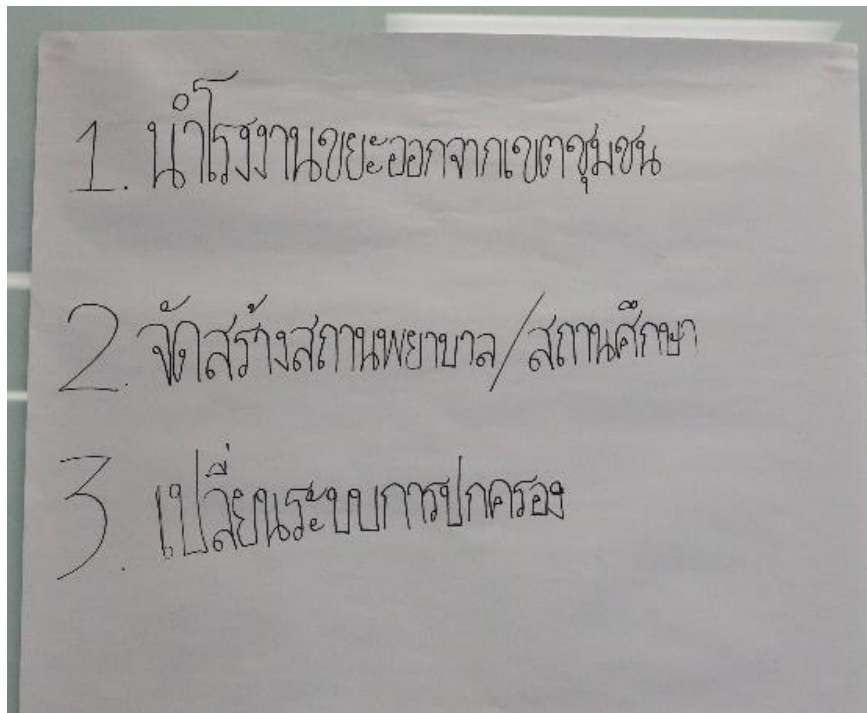 1. นำโรงงานขยะออกจากเขตชุมชน
2. จัดสร้างสถานพยาบาล/สถานศึกษา
3. เปลี่ยนระบบการปกครอง